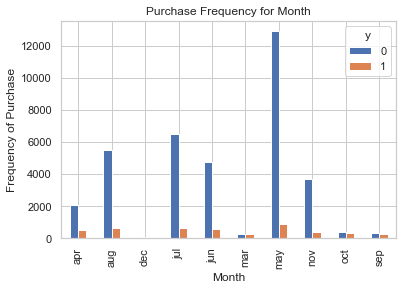 Purchase Frequency for Month
y
0
1
Frequency of Purchase
12000
10000
8000
6000
4000
2000
0
apr
aug
dec
jul
jun
mar
may
nov
oct
sep
Month